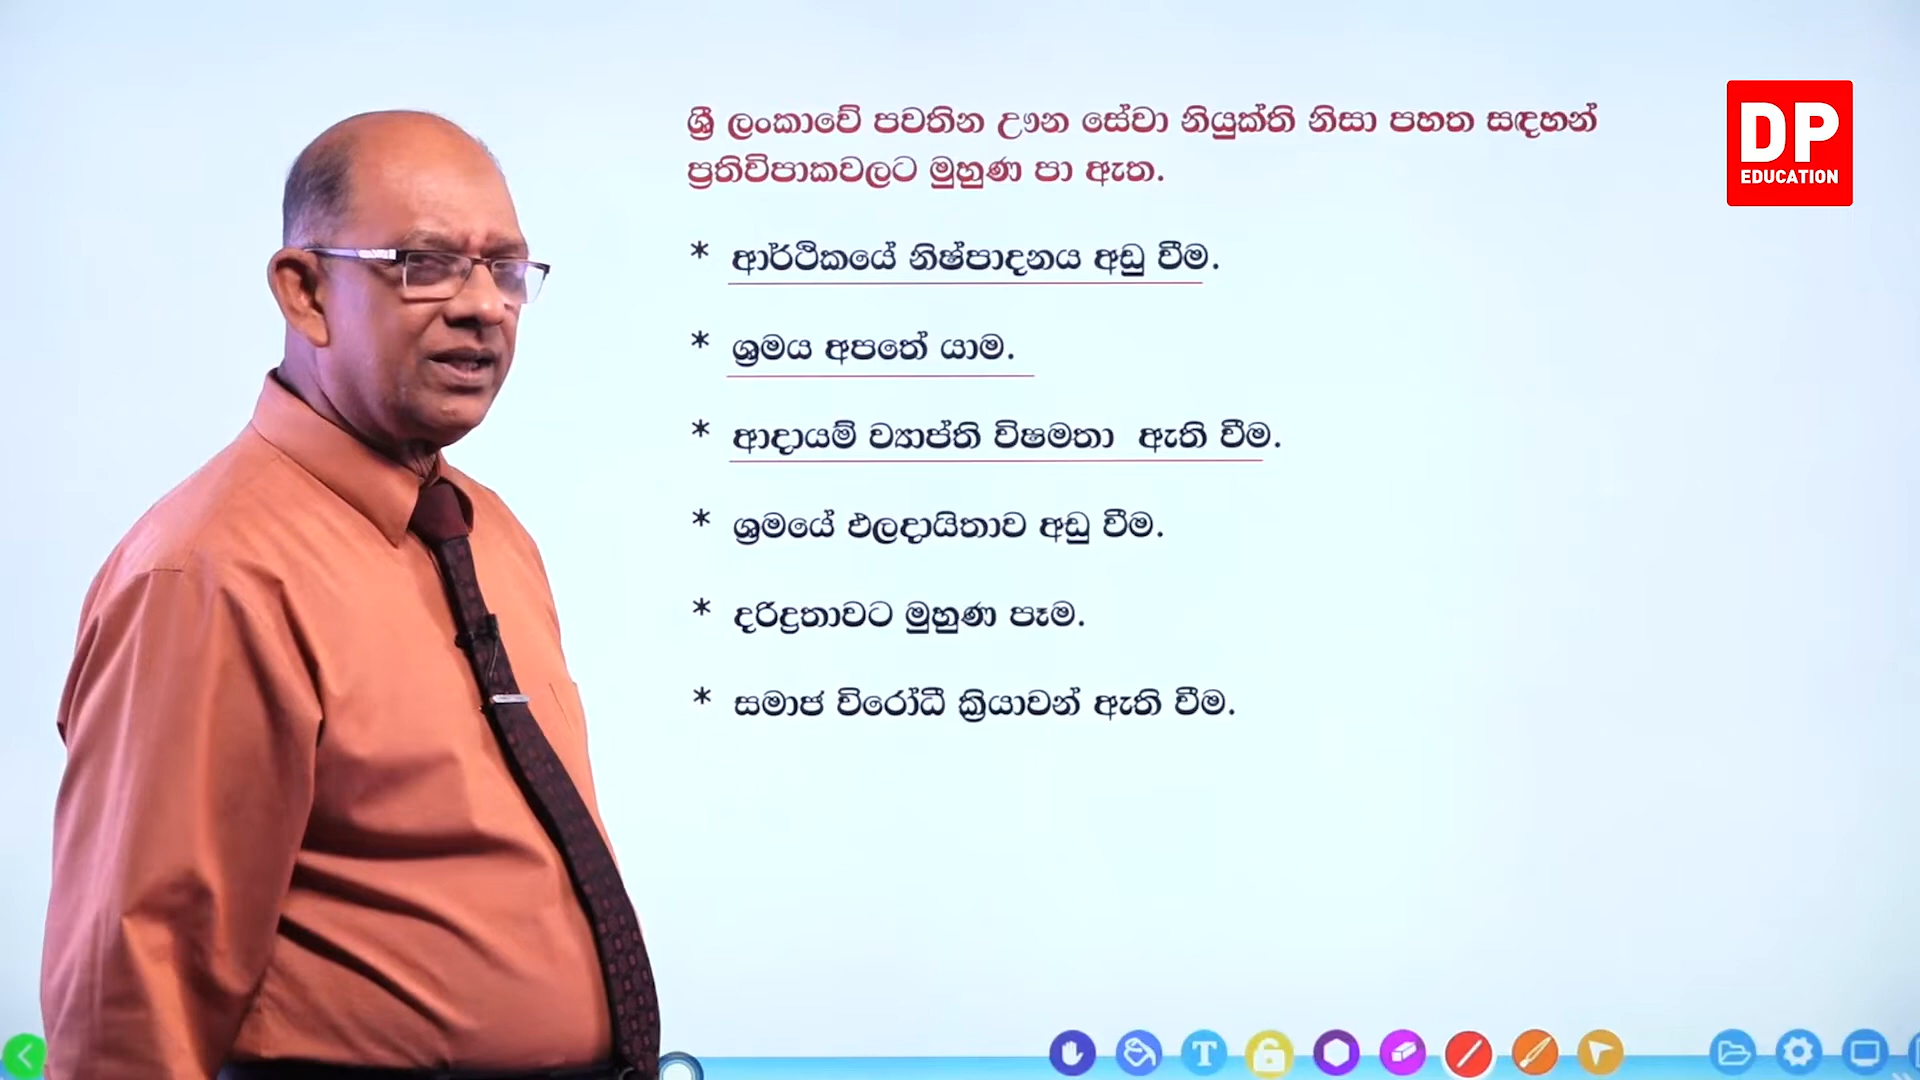 ශ්‍රී ලංකාවේ පවතින ඌන සේවා නියුක්ති නිසා පහත සඳහන්
ප්‍රතිවිපාකවලට මුහුණ පා ඇත.
* ආර්ථිකයේ නිෂ්පාදනය අඩු වීම.
* ශ්‍රමය අපතේ යාම.
* ආදායම් ව්‍යාප්ති විෂමතා ඇති වීම.
* ශ්‍රමයේ ඵලදායිතාව අඩු වීම.
* දරිද්‍රතාවට මුහුණ පෑම.
* සමාජ විරෝධී ක්‍රියාවන් ඇති වීම.
DP
EDUCATION
T